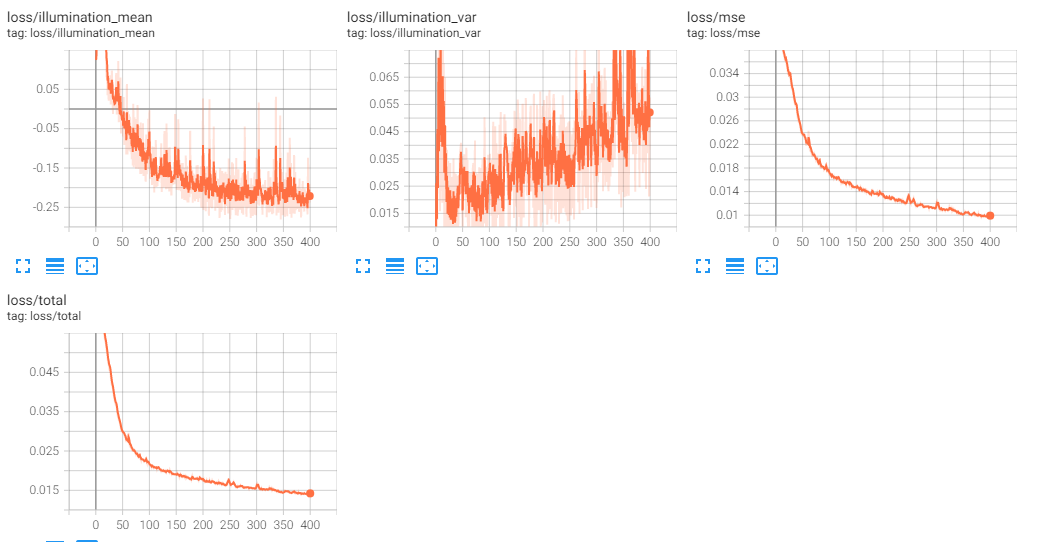 loss/illumination_mean
tag: loss/illumination_mean
0.05
-0.05
-0.15
-0.25
0 50 100 150 200 250 300 350 400
loss/illumination_var
tag: loss/illumination_var
0.065
0.055
0.045
0.035
0.025
0.015
0 50 100 150 200 250 300 350 400
loss/mse
tag: loss/mse
0.034
0.03
0.026
0.022
0.018
0.014
0.01
0 50 100 150 200 250 300 350 400
loss/total
tag: loss/total
0.045
0.035
0.025
0.015
0 50 100 150 200 250 300 350 400